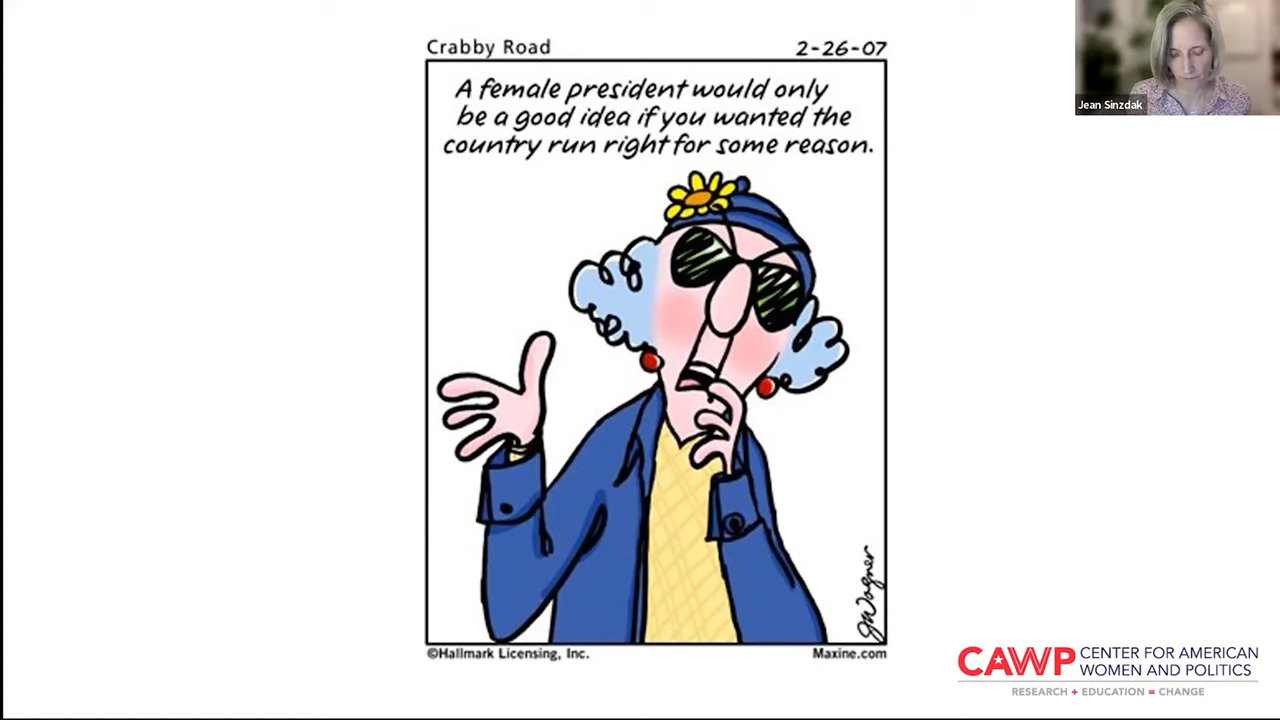 Crabby Road
2-26-07
A female president would only
be a good idea if you wanted the
country run right for some reason.
JWagner
©Hallmark Licensing, Inc.
Maxine.com
Jean Sinzdak
CAWP CENTER FOR AMERICAN
WOMEN AND POLITICS
RESEARCH + EDUCATION = CHANGE